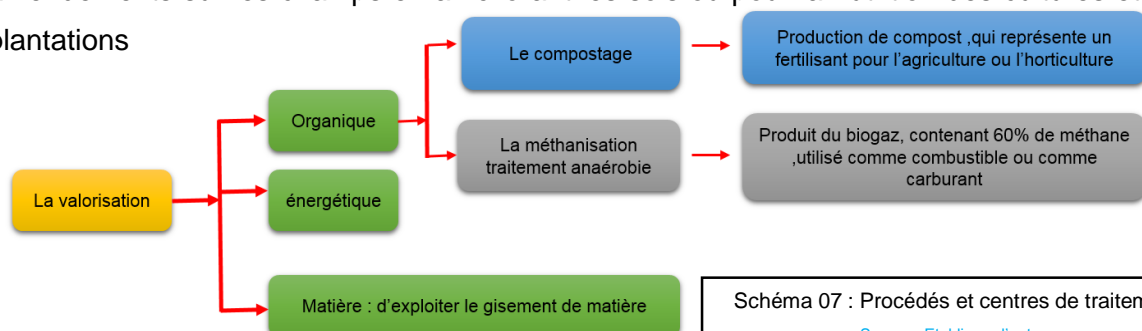 plantations
Le compostage
Production de compost ,qui représente un
fertilisant pour l'agriculture ou l'horticulture
Organique
La méthanisation
traitement anaérobie
Produit du biogaz, contenant 60% de méthane
,utilisé comme combustible ou comme
carburant
La valorisation
énergétique
Matière : d'exploiter le gisement de matière
Schéma 07 : Procédés et centres de